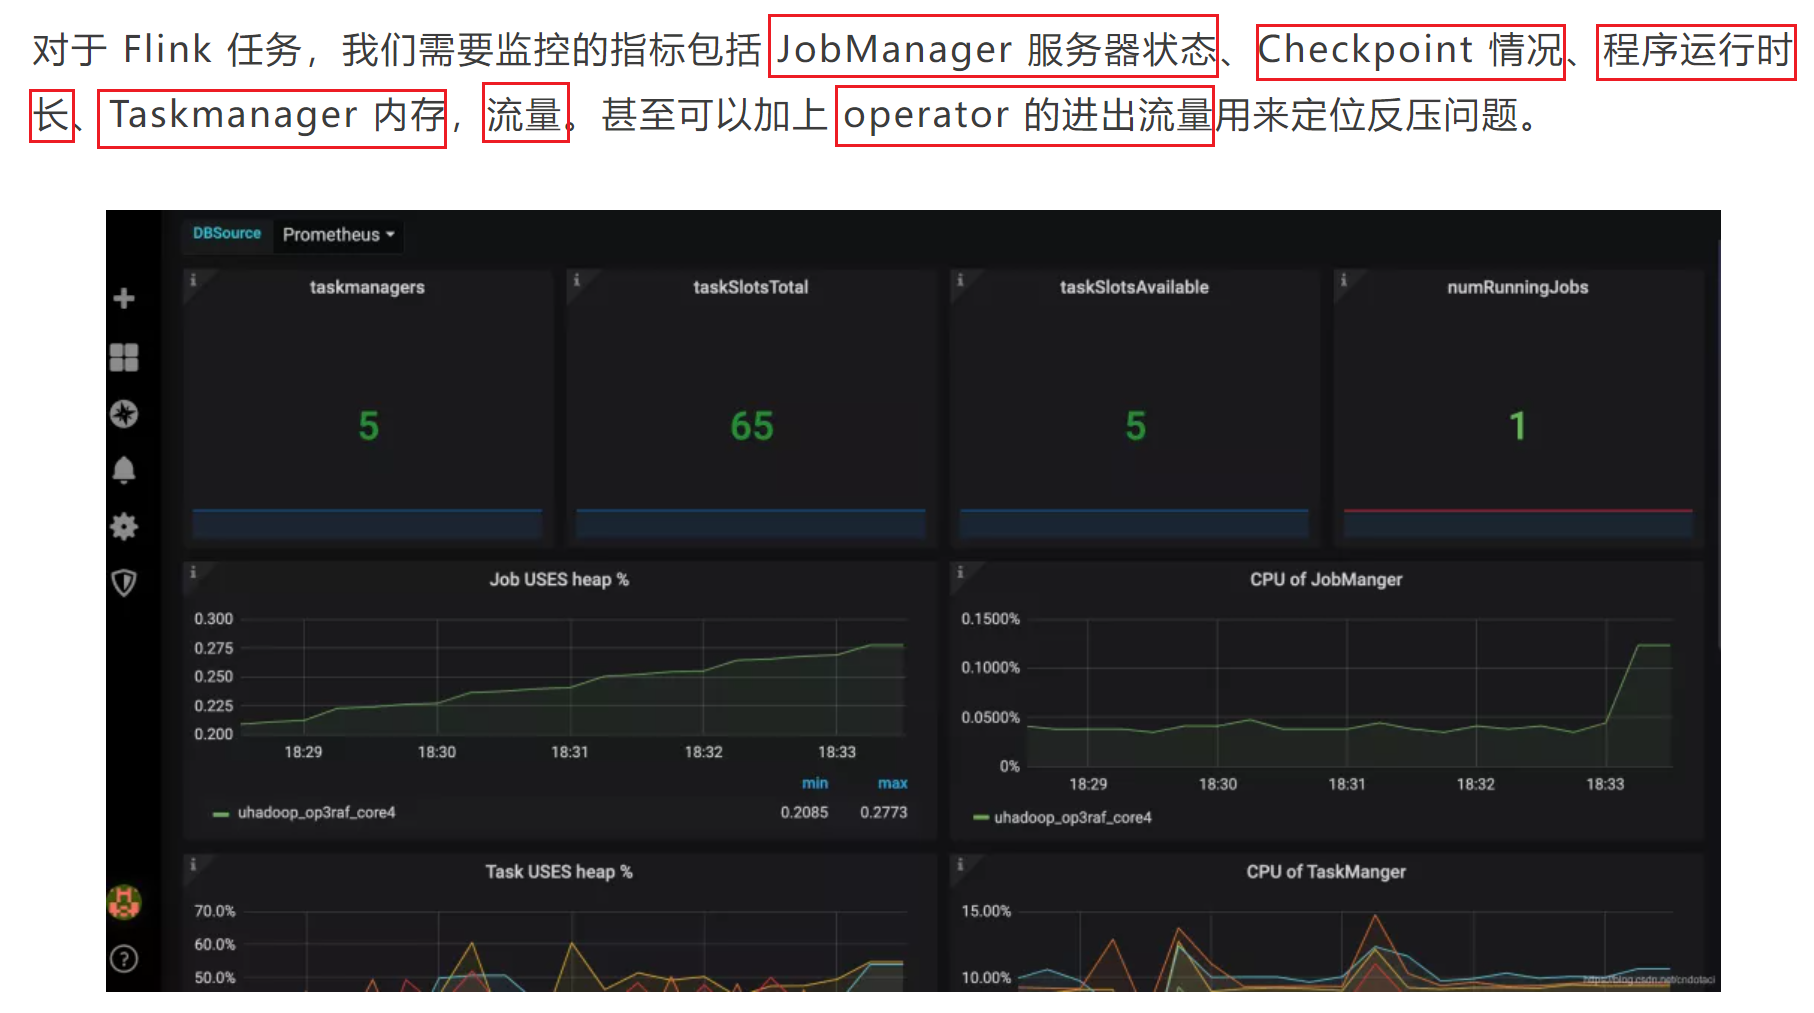 对于 Flink 任务，我们需要监控的指标包括 JobManager 服务器状态、Checkpoint 情况、程序运行时
长、Taskmanager 内存，流量。甚至可以加上 operator 的进出流量用来定位反压问题。
DBSource Prometheus
taskmanagers taskSlotsTotal taskSlotsAvailable numRunningJobs
5 65 5 1
Job USES heap %
0.300
0.275
0.250
0.225
0.200
18:29 18:30 18:31 18:32 18:33
min max
uhadoop_op3raf_core4 0.2085 0.2773
CPU of JobManger
0.1500%
0.1000%
0.0500%
0%
18:29 18:30 18:31 18:32 18:33
uhadoop_op3raf_core4
Task USES heap %
70.0%
60.0%
50.0%
CPU of TaskManger
15.00%
10.00%
https://blog.csdn.net/cndotaci